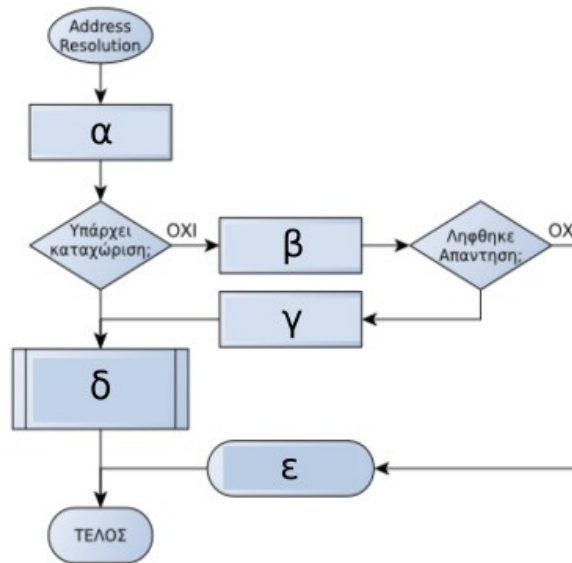 Address
Resolution
α
Υπάρχει
καταχώριση;
ΟΧΙ
β
Ληφθηκε
Απαντηση;
ΟΧ
γ
δ
ε
ΤΕΛΟΣ